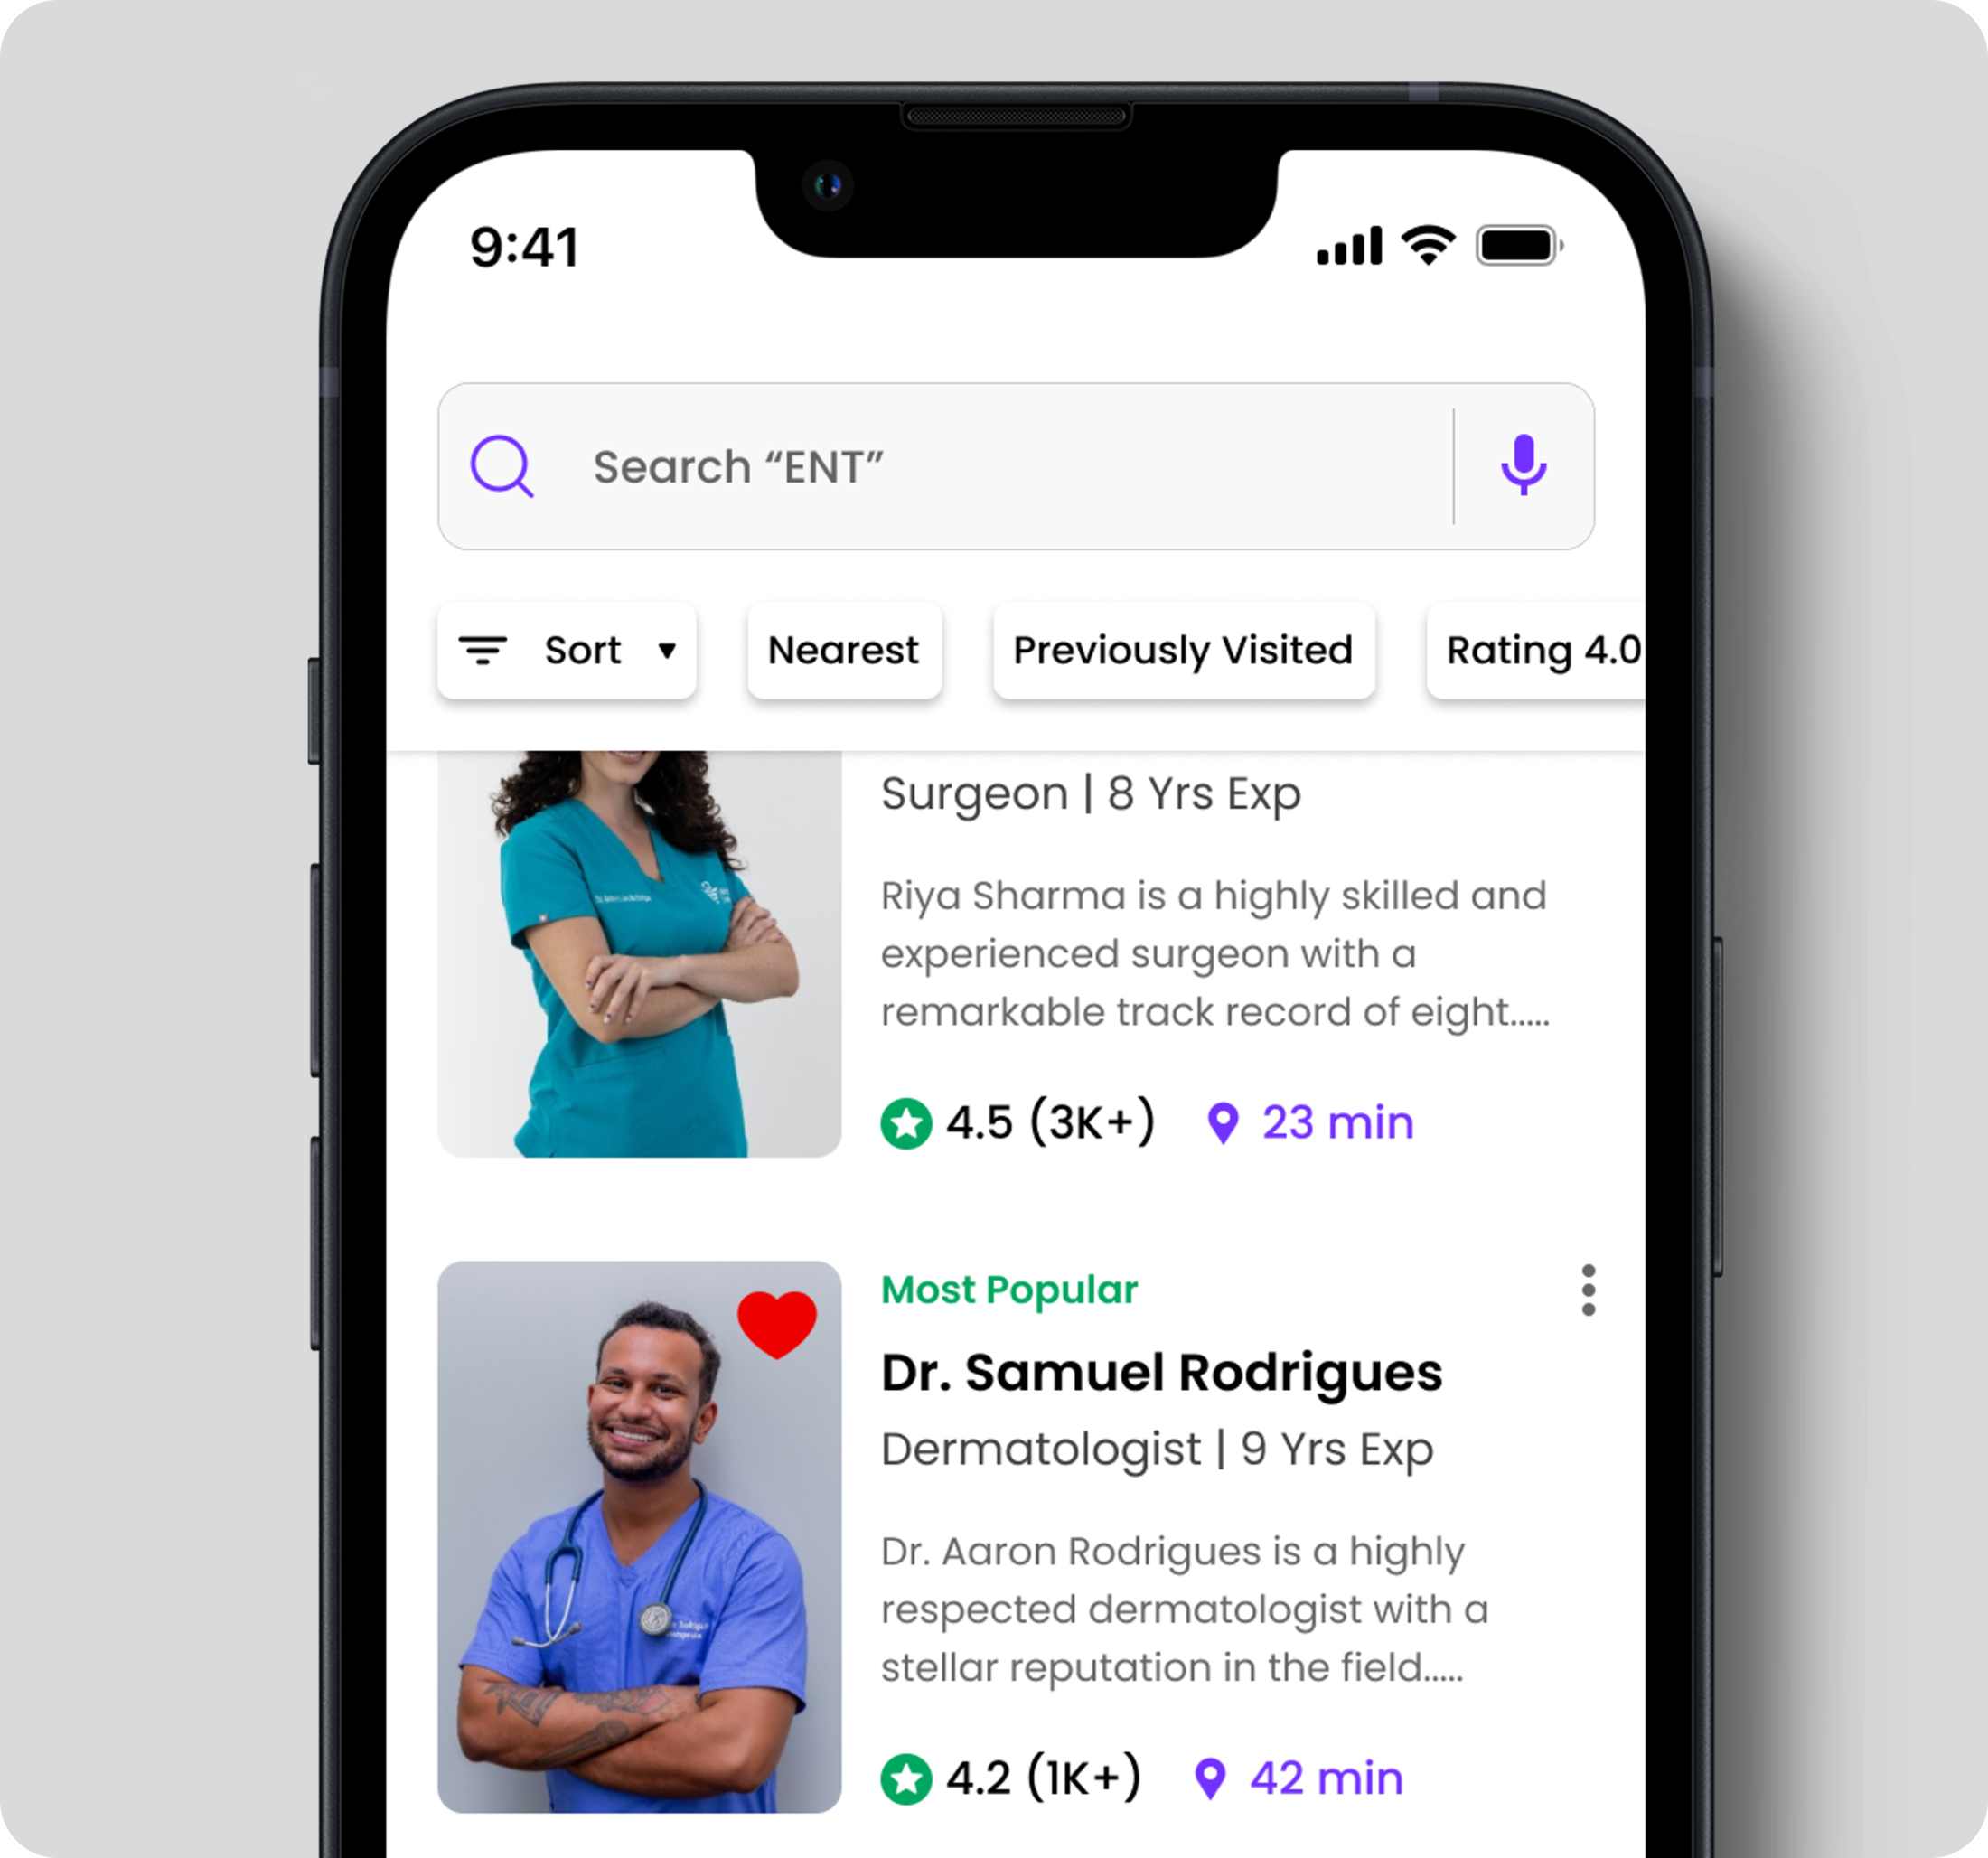 9:41
Search “ENT”
Sort ▼ Nearest Previously Visited Rating 4.0
Surgeon | 8 Yrs Exp
Riya Sharma is a highly skilled and
experienced surgeon with a
remarkable track record of eight.....
4.5 (3K+) 23 min
Most Popular
Dr. Samuel Rodrigues
Dermatologist | 9 Yrs Exp
Dr. Aaron Rodrigues is a highly
respected dermatologist with a
stellar reputation in the field.....
4.2 (1K+) 42 min